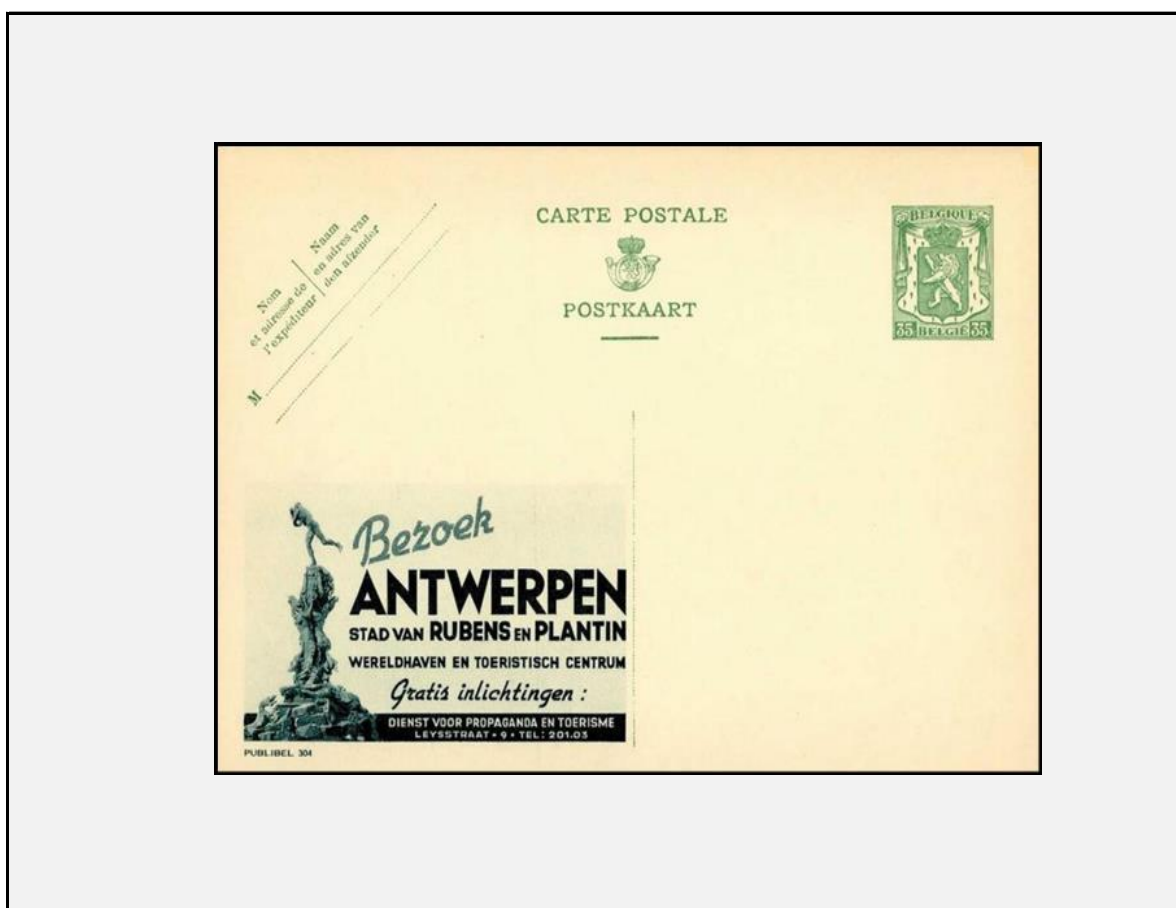 Nom
et adresse de
l'expéditeur
Naam
en adres van
den afzender
M
CARTE POSTALE
POSTKAART
BELGIQUE
35 BELGIË 35
Bezoek
ANTWERPEN
STAD VAN RUBENS EN PLANTIN
WERELDHAVEN EN TOERISTISCH CENTRUM
Gratis inlichtingen :
DIENST VOOR PROPAGANDA EN TOERISME
LEYSSTRAAT • 9 • TEL: 201.03
PUBLIBEL 304